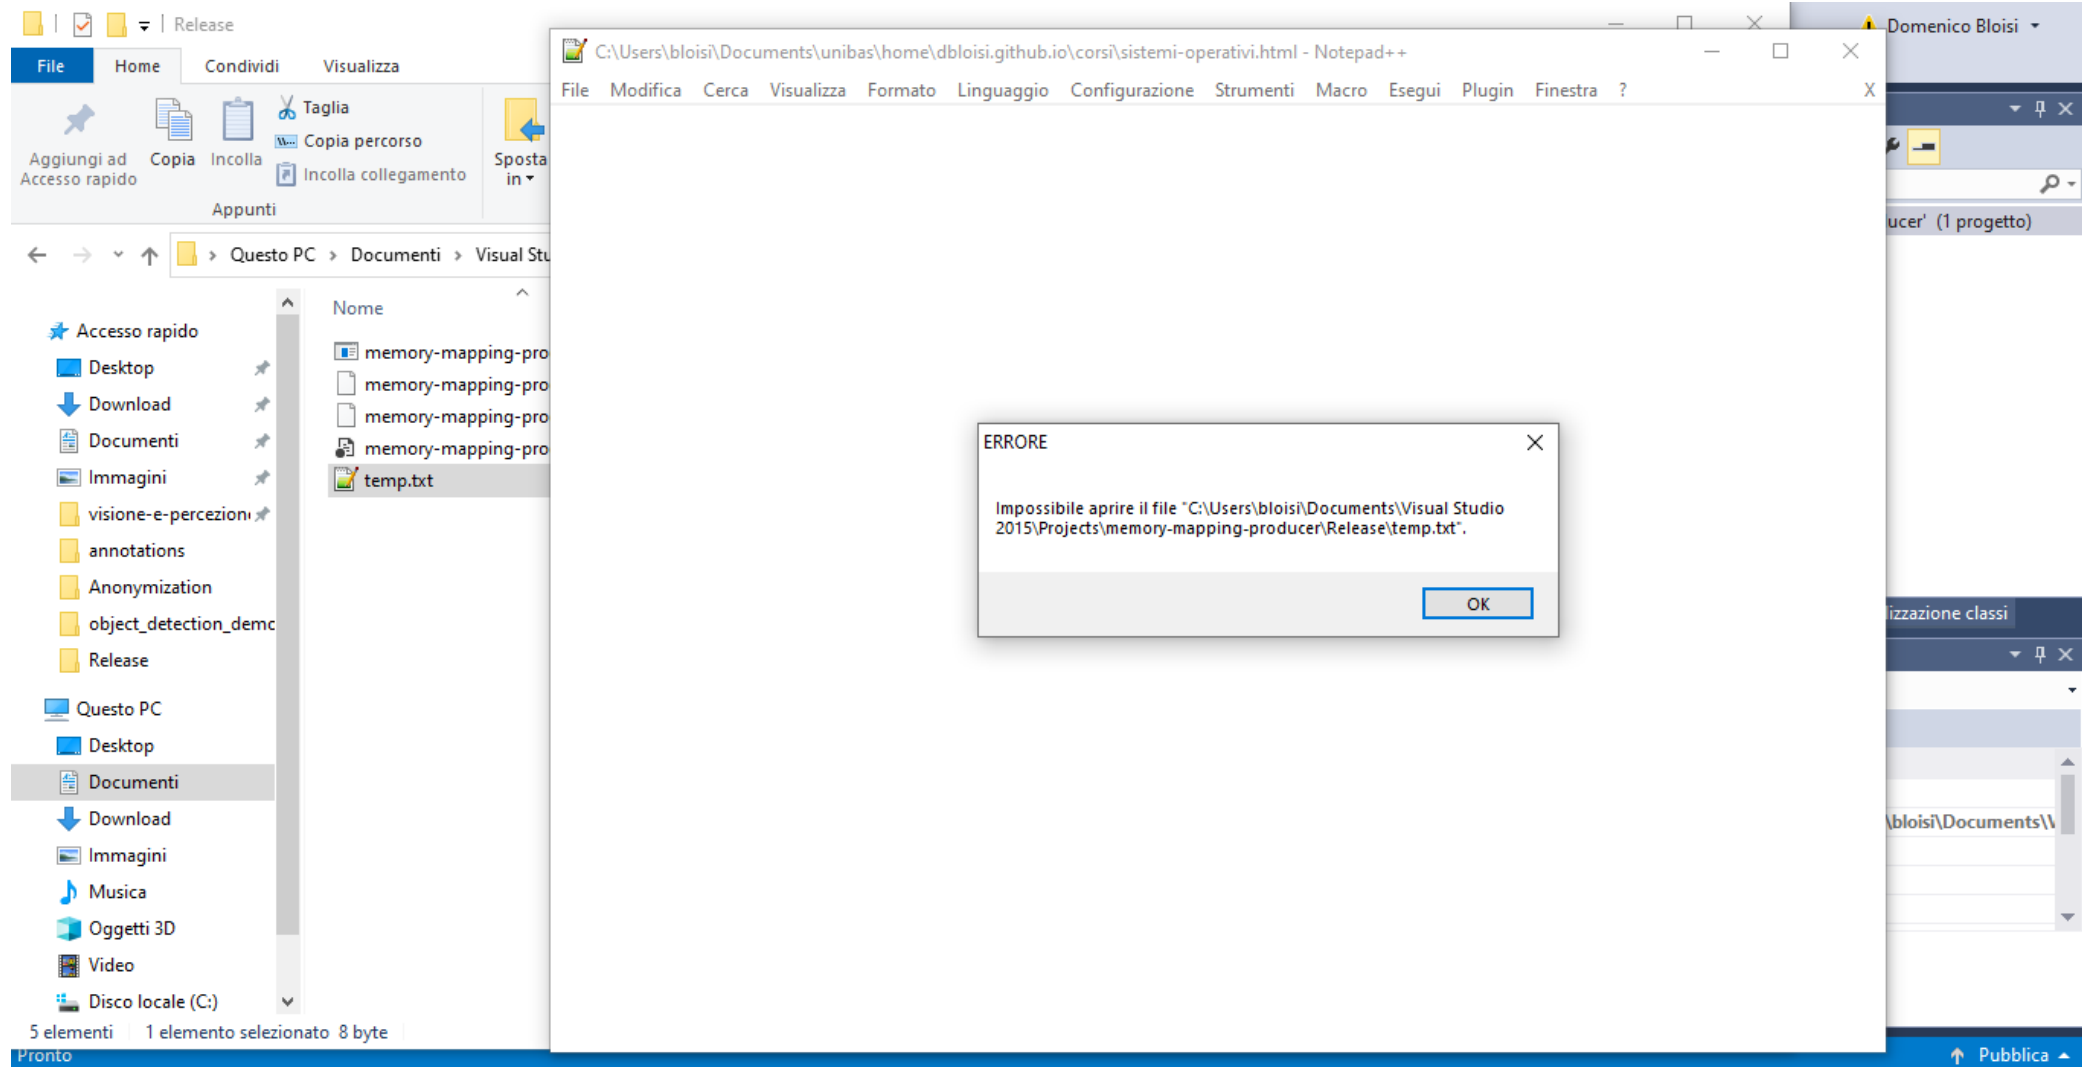 Release
File Home Condividi Visualizza
Aggiungi ad
Accesso rapido
Copia
Incolla
Taglia
Copia percorso
Incolla collegamento
Sposta
in
Appunti
Questo PC > Documenti > Visual Stu
Accesso rapido
Desktop
Download
Documenti
Immagini
visione-e-percezion
annotations
Anonymization
object_detection_demo
Release
Questo PC
Desktop
Documenti
Download
Immagini
Musica
Oggetti 3D
Video
Disco locale (C:)
Nome
memory-mapping-pro
memory-mapping-pro
memory-mapping-pro
memory-mapping-pro
temp.txt
5 elementi 1 elemento selezionato 8 byte
Pronto
C:\Users\bloisi\Documents\unibas\home\dbloisi.github.io\corsi\sistemi-operativi.html - Notepad++
File Modifica Cerca Visualizza Formato Linguaggio Configurazione Strumenti Macro Esegui Plugin Finestra ? X
ERRORE
Impossibile aprire il file "C:\Users\bloisi\Documents\Visual Studio
2015\Projects\memory-mapping-producer\Release\temp.txt".
OK
Domenico Bloisi
ucer' (1 progetto)
lizzazione classi
\bloisi\Documents\V
Pubblica